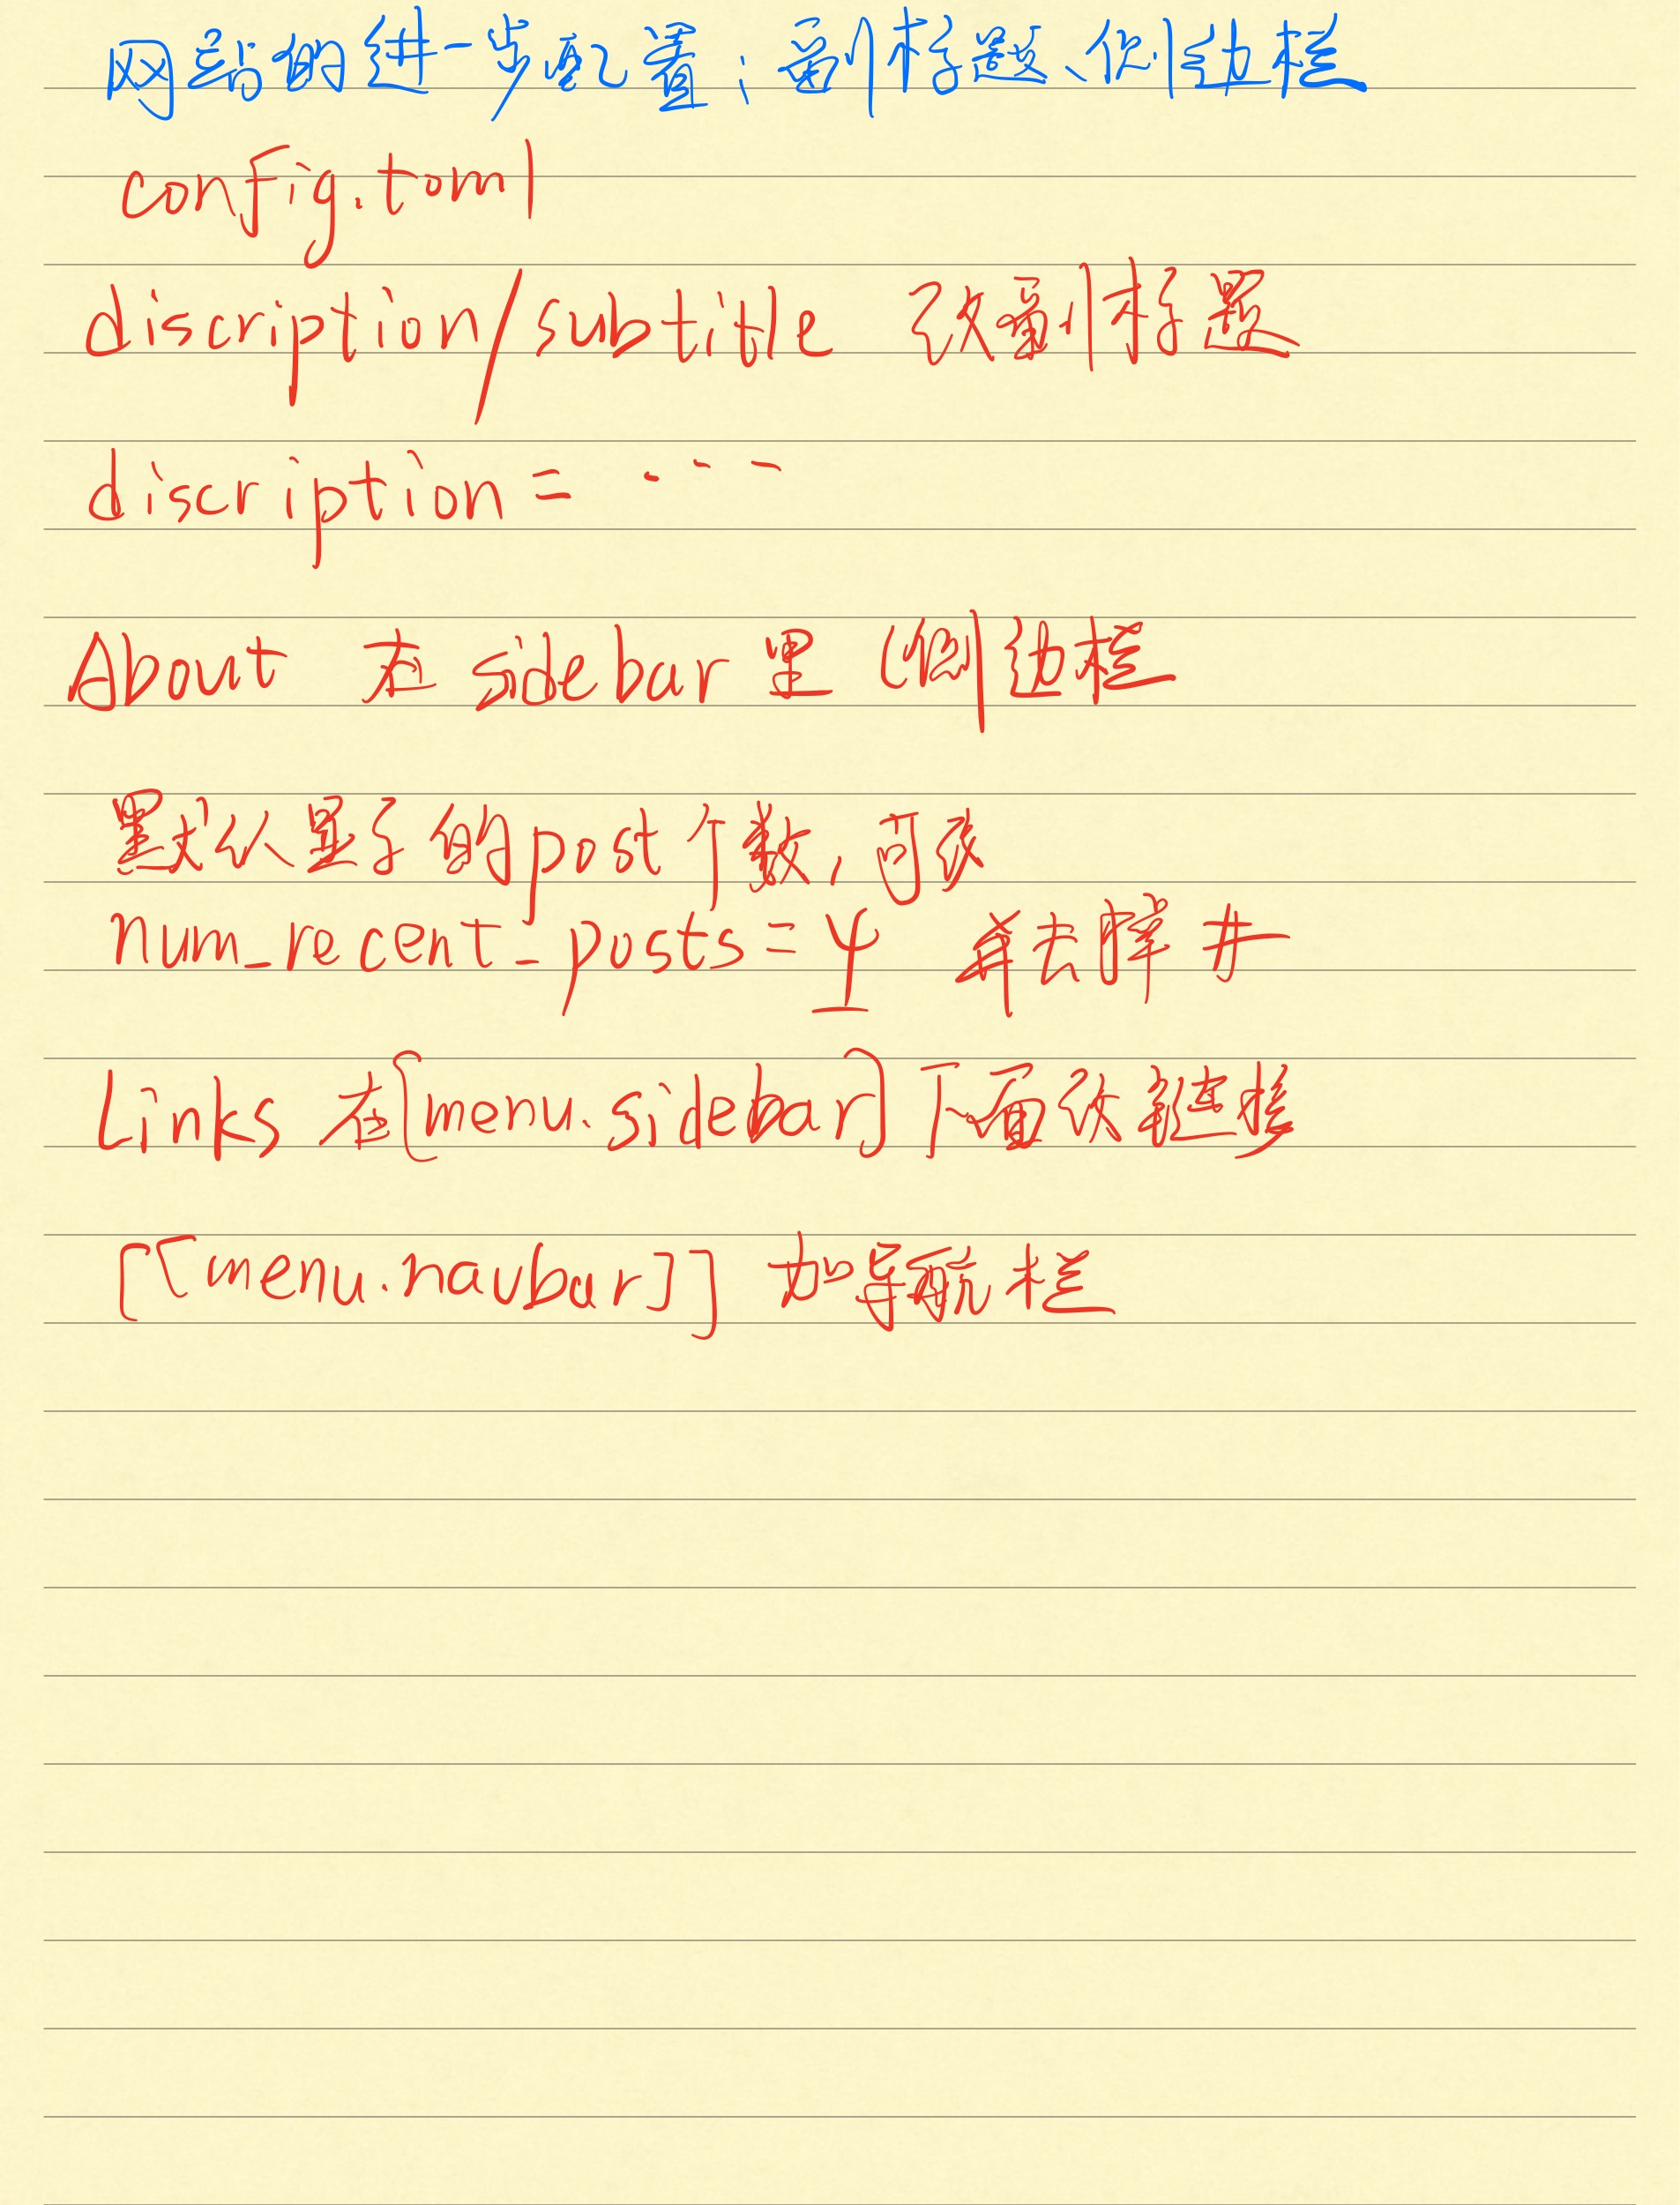 网站的进一步配置：副标题、侧边栏
config.toml
discription/subtitle 改副标题
discription = ....
About 在 sidebar 里 (侧边栏
默认显示的post个数，可改
num_recent_posts = 4 并去掉 #
Links 在[menu.sidebar]下面改链接
[[menu.navbar]] 加导航栏